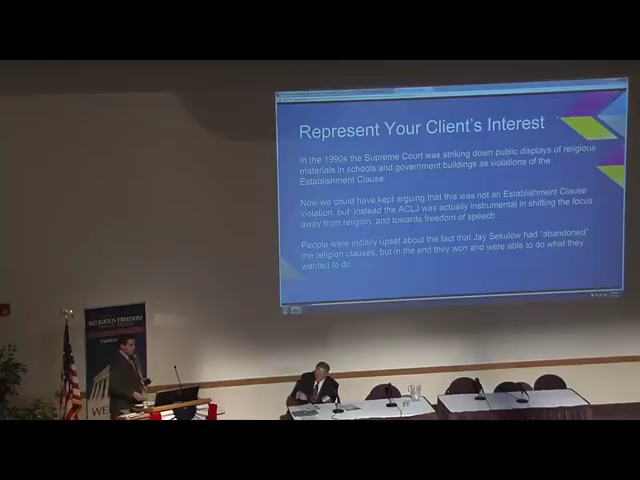 Represent Your Client's Interest
In the 1990s the Supreme Court was striking down public displays of religious
materials in schools and government buildings as violations of the
Establishment Clause.
Now we could have kept arguing that this was not an Establishment Clause
violation, but instead the ACLJ was actually instrumental in shifting the focus
away from religion, and towards freedom of speech.
People were initially upset about the fact that Jay Sekulow had "abandoned"
the religion clauses, but in the end they won and were able to do what they
wanted to do.
RELIGIOUS FREEDOM
WE